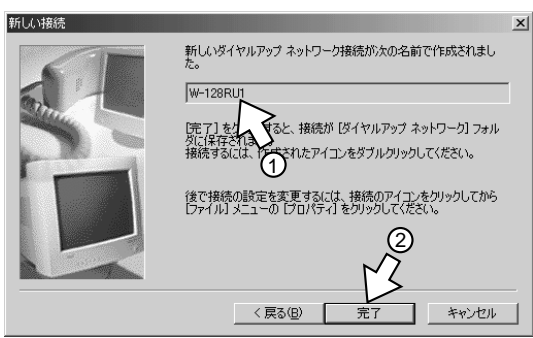 新しい接続
新しいダイヤルアップ ネットワーク接続が次の名前で作成されまし
た。
W-128RU1
[完了] をク すると、接続が [ダイヤルアップ ネットワーク] フォル
ダに保存されま
接続するには、作成されたアイコンをダブルクリックしてください。
①
後で接続の設定を変更するには、接続のアイコンをクリックしてから
[ファイル] メニューの [プロパティ] をクリックしてください。
②
< 戻る(B)
完了
キャンセル